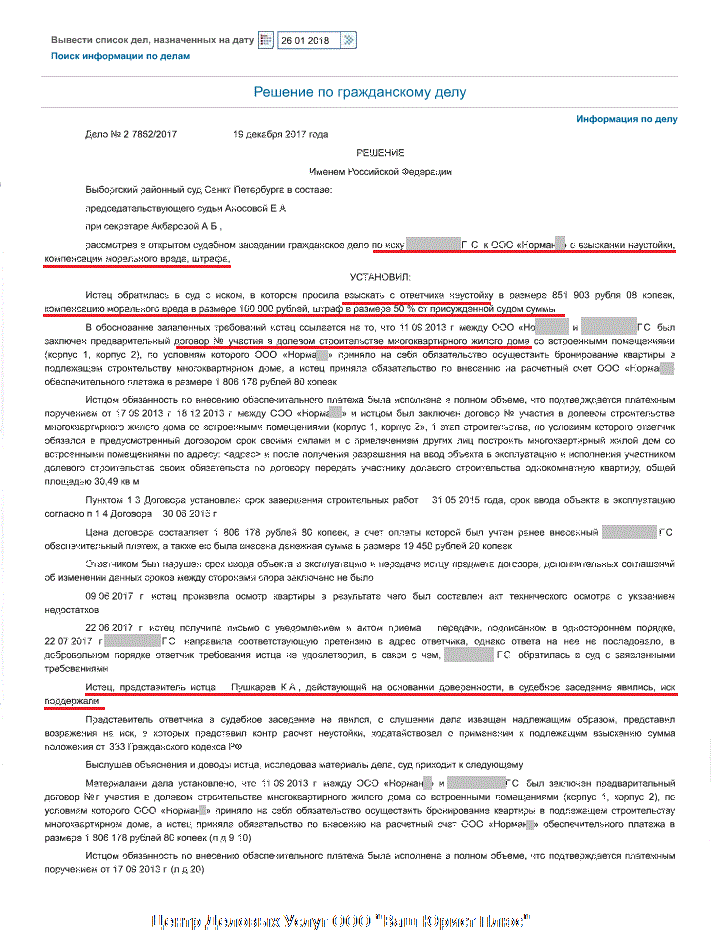 Вывести список дел, назначенных на дату 26 01 2018
Поиск информации по делам
Решение по гражданскому делу
Информация по делу
Дело № 2 7862/2017 19 декабря 2017 года
РЕШЕНИЕ
Именем Российской Федерации
Выборгский районный суд Санкт Петербурга в составе:
председательствующего судьи Аносовой Е А
при секретаре Акбаровой А Б ,
рассмотрев в открытом судебном заседании гражданское дело по иску Г С к ООО «Норман » о взыскании неустойки,
компенсации морального вреда, штрафа,
УСТАНОВИЛ:
Истец обратилась в суд с иском, в котором просила взыскать с ответчика неустойку в размере 851 903 рубля 08 копеек,
компенсацию морального вреда в размере 100 000 рублей, штраф в размере 50 % от присужденной судом суммы
В обоснование заявленных требований истец ссылается на то, что 11 09 2013 г между ООО «Но и ГС был
заключен предварительный договор № участия в долевом строительстве многоквартирного жилого дома со встроенными помещениями
(корпус 1, корпус 2), по условиям которого ООО «Норма » приняло на себя обязательство осуществить бронирование квартиры в
подлежащем строительству многоквартирном доме, а истец приняла обязательство по внесению на расчетный счет ООО «Норма
обеспечительного платежа в размере 1 806 178 рублей 80 копеек
Истцом обязанность по внесению обеспечительного платежа была исполнена в полном объеме, что подтверждается платежным
поручением от 17 09 2013 г 18 12 2013 г между ООО «Норма » и истцом был заключен договор № участия в долевом строительстве
многоквартирного жилого дома со встроенными помещениями (корпус 1, корпус 2», 1 этап строительства, по условиям которого ответчик
обязался в предусмотренный договором срок своими силами и с привлечением других лиц построить многоквартирный жилой дом со
встроенными помещениями по адресу: <адрес> и после получения разрешения на ввод объекта в эксплуатацию и исполнения участником
долевого строительства своих обязательств по договору передать участнику долевого строительства однокомнатную квартиру, общей
площадью 30,49 кв м
Пунктом 1 3 Договора установлен срок завершения строительных работ 31 05 2015 года, срок ввода объекта в эксплуатацию
согласно п 1 4 Договора 30 06 2015 г
Цена договора составляет 1 806 178 рублей 80 копеек, в счет оплаты которой был учтен ранее внесенный ГС
обеспечительный платеж, а также ею была внесена денежная сумма в размере 19 450 рублей 20 копеек
Ответчиком был нарушен срок ввода объекта в эксплуатацию и передачи истцу предмета договора, дополнительных соглашений
об изменении данных сроков между сторонами спора заключено не было
09 06 2017 г истец произвела осмотр квартиры в результате чего был составлен акт технического осмотра с указанием
недостатков
22 06 2017 г истец получила письмо с уведомлением и актом приема передачи, подписанном в одностороннем порядке,
22 07 2017 г ГС направила соответствующую претензию в адрес ответчика, однако ответа на нее не последовало, в
добровольном порядке ответчик требования истца не удовлетворил, в связи с чем, ГС обратилась в суд с заявленными
требованиями
Истец, представитель истца Пушкарев К А , действующий на основании доверенности, в судебное заседание явились, иск
поддержали
Представитель ответчика в судебное заседание не явился, о слушании дела извещен надлежащим образом, представил
возражения на иск, в которых представил контр расчет неустойки, ходатайствовал о применении к подлежащим взысканию сумма
положения ст 333 Гражданского кодекса РФ
Выслушав объяснения и доводы истца, исследовав материалы дела, суд приходит к следующему
Материалами дела установлено, что 11 09 2013 г между ООО «Норман » и ГС был заключен предварительный
договор № г участия в долевом строительстве многоквартирного жилого дома со встроенными помещениями (корпус 1, корпус 2), по
условиям которого ООО «Норман » приняло на себя обязательство осуществить бронирование квартиры в подлежащем строительству
многоквартирном доме, а истец приняла обязательство по внесению на расчетный счет ООО «Норман » обеспечительного платежа в
размере 1 806 178 рублей 80 копеек (л д 9 10)
Истцом обязанность по внесению обеспечительного платежа была исполнена в полном объеме, что подтверждается платежным
поручением от 17 09 2013 г (л д 20)
Центр Деловых Услуг ООО "Ваш Юрист Плюс"